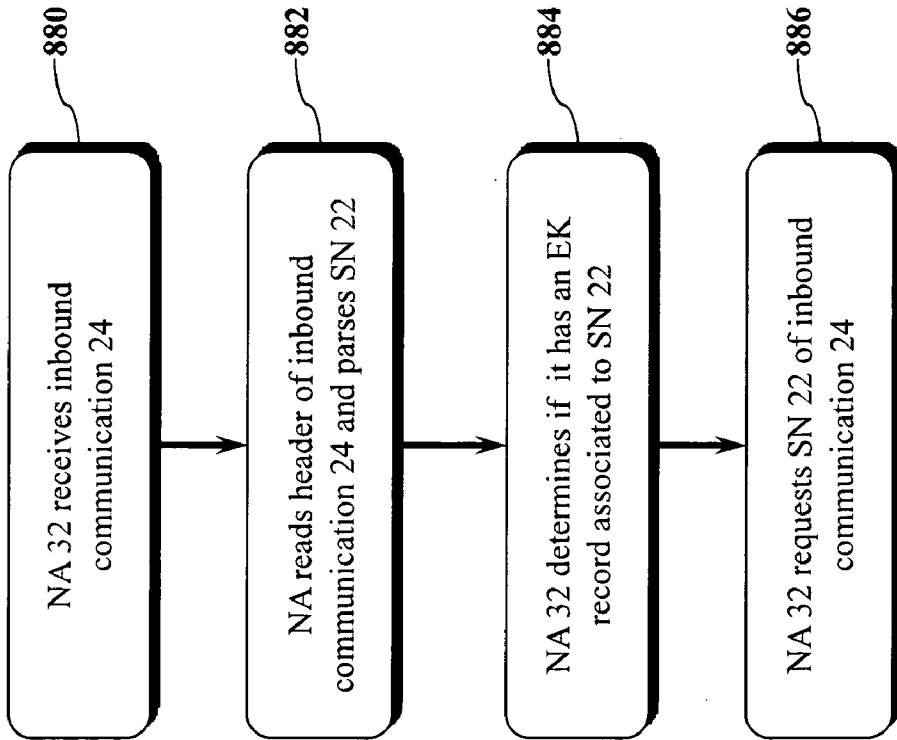 NA 32 receives inbound
communication 24
880
NA reads header of inbound
communication 24 and parses SN 22
882
NA 32 determines if it has an EK
record associated to SN 22
884
NA 32 requests SN 22 of inbound
communication 24
886